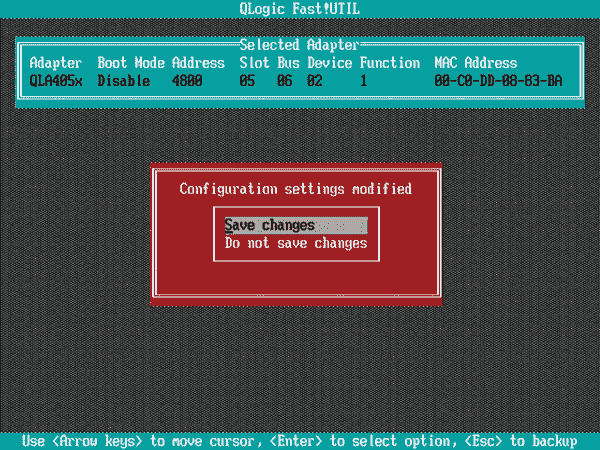 QLogic Fast!UTIL
Selected Adapter
Adapter Boot Mode Address Slot Bus Device Function MAC Address
QLA405x Disable 4800 05 06 02 1 00-C0-DD-08-83-BA
Configuration settings modified
Save changes
Do not save changes
Use <Arrow keys> to move cursor, <Enter> to select option, <Esc> to backup